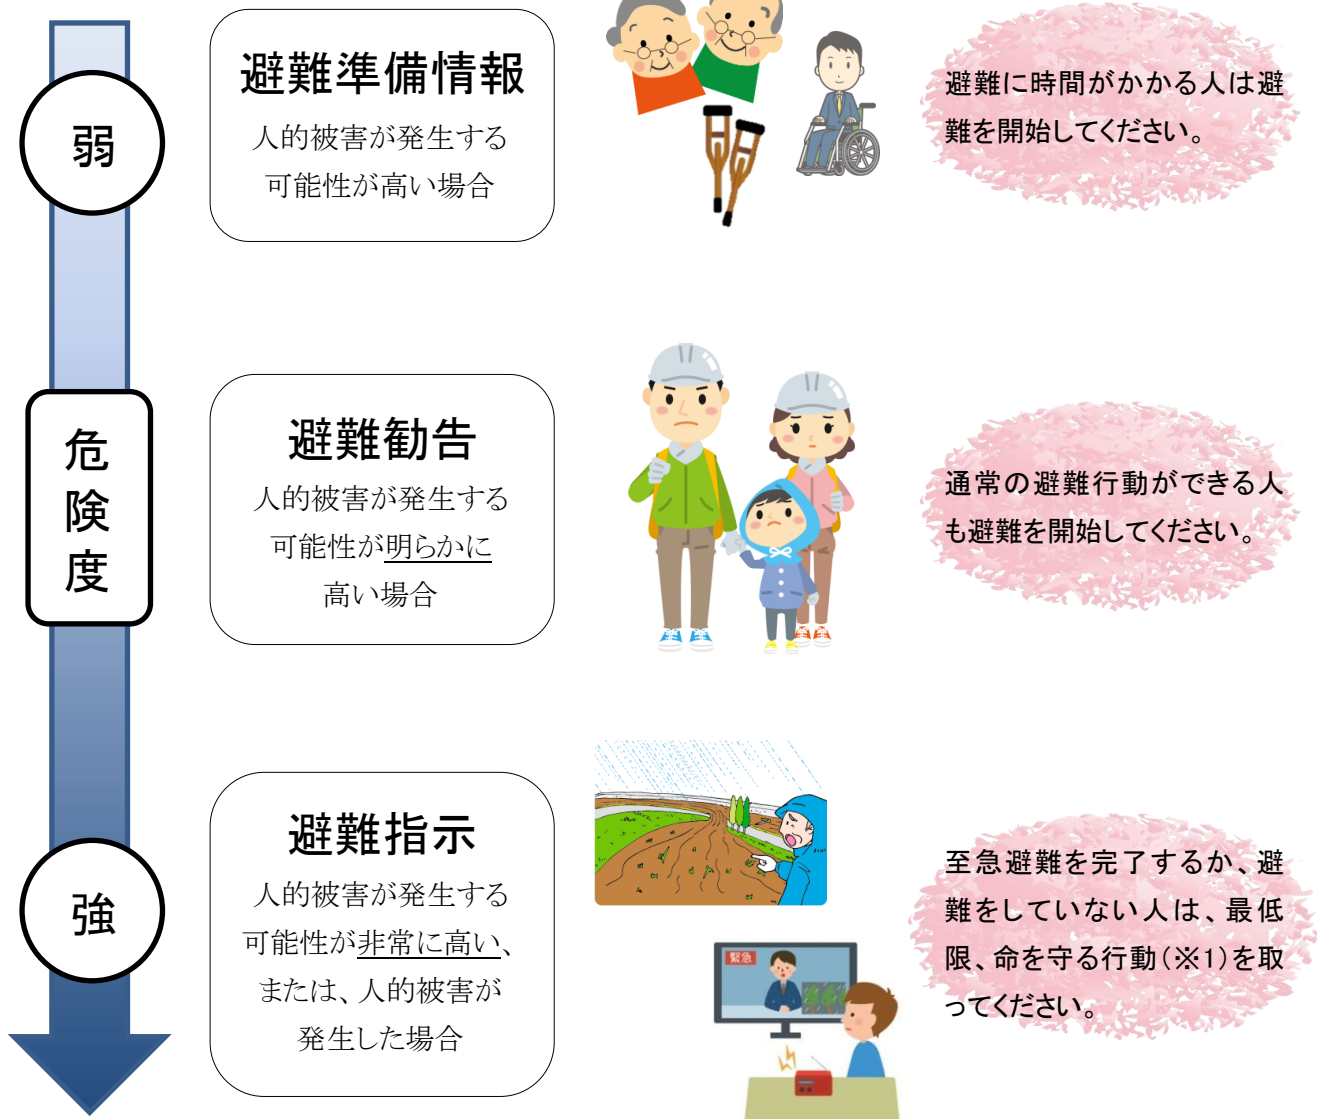 弱
避難準備情報
人的被害が発生する
可能性が高い場合
避難に時間がかかる人は避
難を開始してください。
危
険
度
避難勧告
人的被害が発生する
可能性が明らかに
高い場合
通常の避難行動ができる人
も避難を開始してください。
強
避難指示
人的被害が発生する
可能性が非常に高い、
または、人的被害が
発生した場合
緊急
至急避難を完了するか、避
難をしていない人は、最低
限、命を守る行動(※1)を取
ってください。